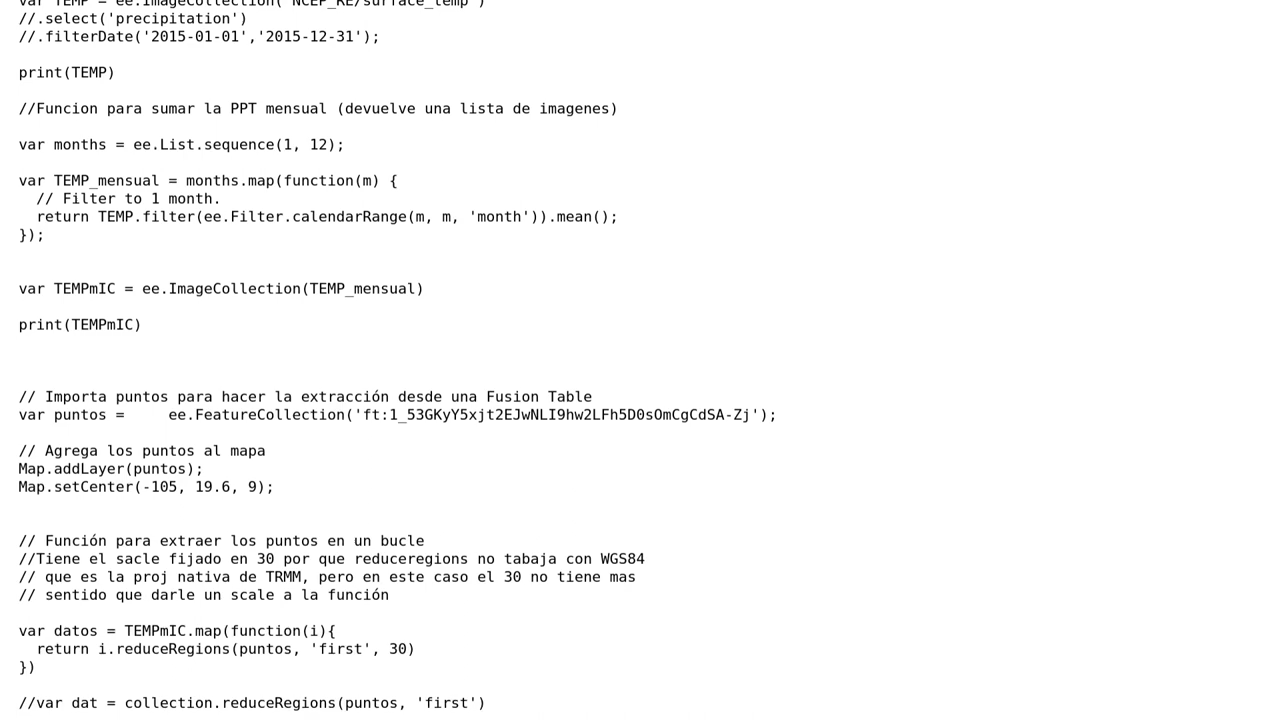 var TEMP = ee.ImageCollection('NCEP_RE/surface_temp')
//.select('precipitation')
//.filterDate('2015-01-01','2015-12-31');
print(TEMP)
//Funcion para sumar la PPT mensual (devuelve una lista de imagenes)
var months = ee.List.sequence(1, 12);
var TEMP_mensual = months.map(function(m) {
  // Filter to 1 month.
  return TEMP.filter(ee.Filter.calendarRange(m, m, 'month')).mean();
});
var TEMPmIC = ee.ImageCollection(TEMP_mensual)
print(TEMPmIC)
// Importa puntos para hacer la extracción desde una Fusion Table
var puntos =     ee.FeatureCollection('ft:1_53GKyY5xjt2EJwNLI9hw2LFh5D0sOmCgCdSA-Zj');
// Agrega los puntos al mapa
Map.addLayer(puntos);
Map.setCenter(-105, 19.6, 9);
// Función para extraer los puntos en un bucle
//Tiene el sacle fijado en 30 por que reduceregions no tabaja con WGS84
// que es la proj nativa de TRMM, pero en este caso el 30 no tiene mas
// sentido que darle un scale a la función
var datos = TEMPmIC.map(function(i){
  return i.reduceRegions(puntos, 'first', 30)
})
//var dat = collection.reduceRegions(puntos, 'first')